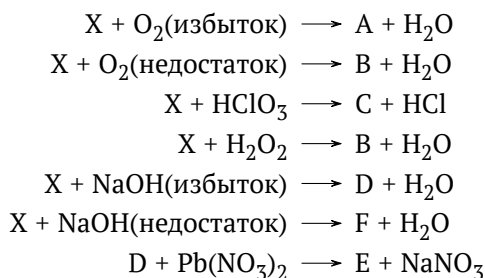 X + O₂(избыток) ⟶ A + H₂O
X + O₂(недостаток) ⟶ B + H₂O
X + HClO₃ ⟶ C + HCl
X + H₂O₂ ⟶ B + H₂O
X + NaOH(избыток) ⟶ D + H₂O
X + NaOH(недостаток) ⟶ F + H₂O
D + Pb(NO₃)₂ ⟶ E + NaNO₃